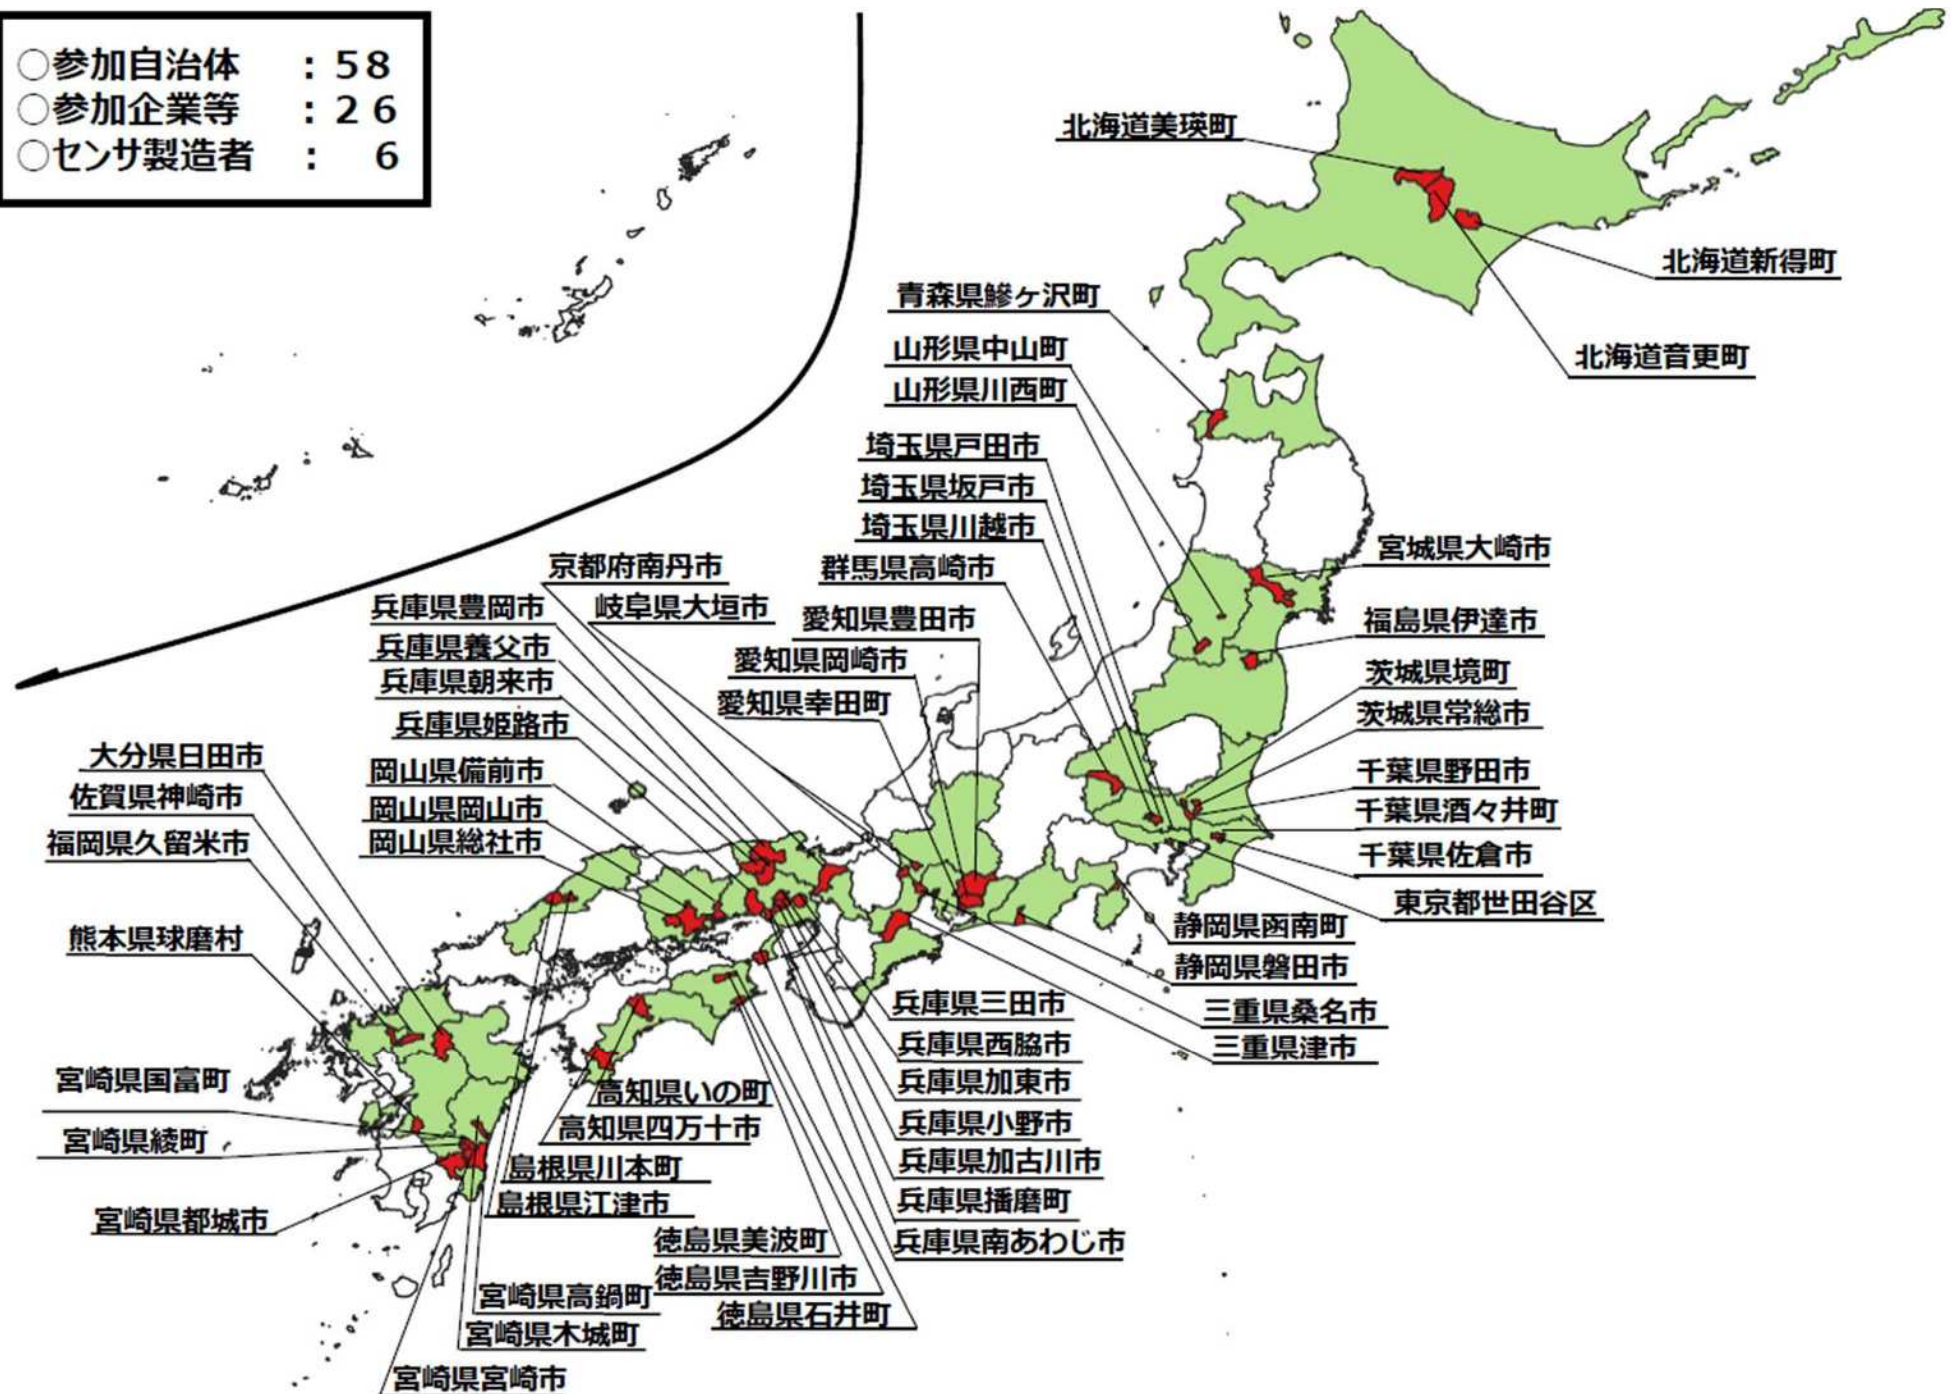 ○参加自治体 : 58
○参加企業等 : 26
○センサ製造者 : 6
北海道美瑛町
北海道新得町
北海道音更町
青森県鰺ヶ沢町
山形県中山町
山形県川西町
埼玉県戸田市
埼玉県坂戸市
埼玉県川越市
群馬県高崎市
宮城県大崎市
福島県伊達市
茨城県境町
茨城県常総市
千葉県野田市
千葉県酒々井町
千葉県佐倉市
東京都世田谷区
静岡県函南町
静岡県磐田市
三重県桑名市
三重県津市
京都府南丹市
岐阜県大垣市
愛知県豊田市
愛知県岡崎市
愛知県幸田町
兵庫県豊岡市
兵庫県養父市
兵庫県朝来市
兵庫県姫路市
岡山県備前市
岡山県岡山市
岡山県総社市
大分県日田市
佐賀県神崎市
福岡県久留米市
熊本県球磨村
宮崎県国富町
宮崎県綾町
宮崎県都城市
兵庫県三田市
兵庫県西脇市
兵庫県加東市
兵庫県小野市
兵庫県加古川市
兵庫県播磨町
兵庫県南あわじ市
高知県いの町
高知県四万十市
島根県川本町
島根県江津市
徳島県美波町
徳島県吉野川市
徳島県石井町
宮崎県高鍋町
宮崎県木城町
宮崎県宮崎市